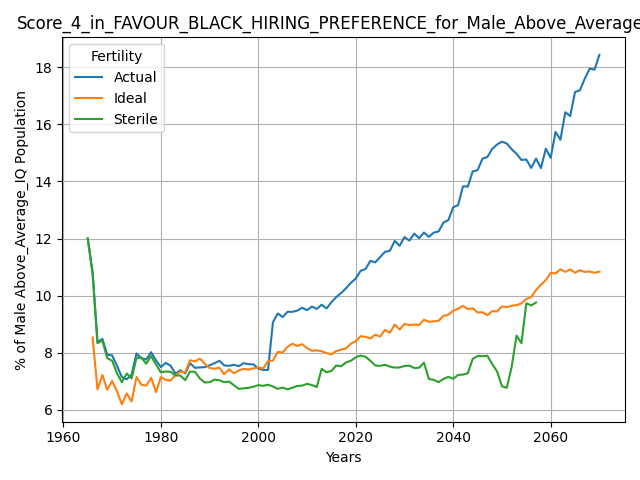 Score_4_in_FAVOUR_BLACK_HIRING_PREFERENCE_for_Male_Above_Average
Fertility
Actual
Ideal
Sterile
% of Male Above_Average_IQ Population
18
16
14
12
10
8
6
1960
1980
2000
2020
2040
2060
Years